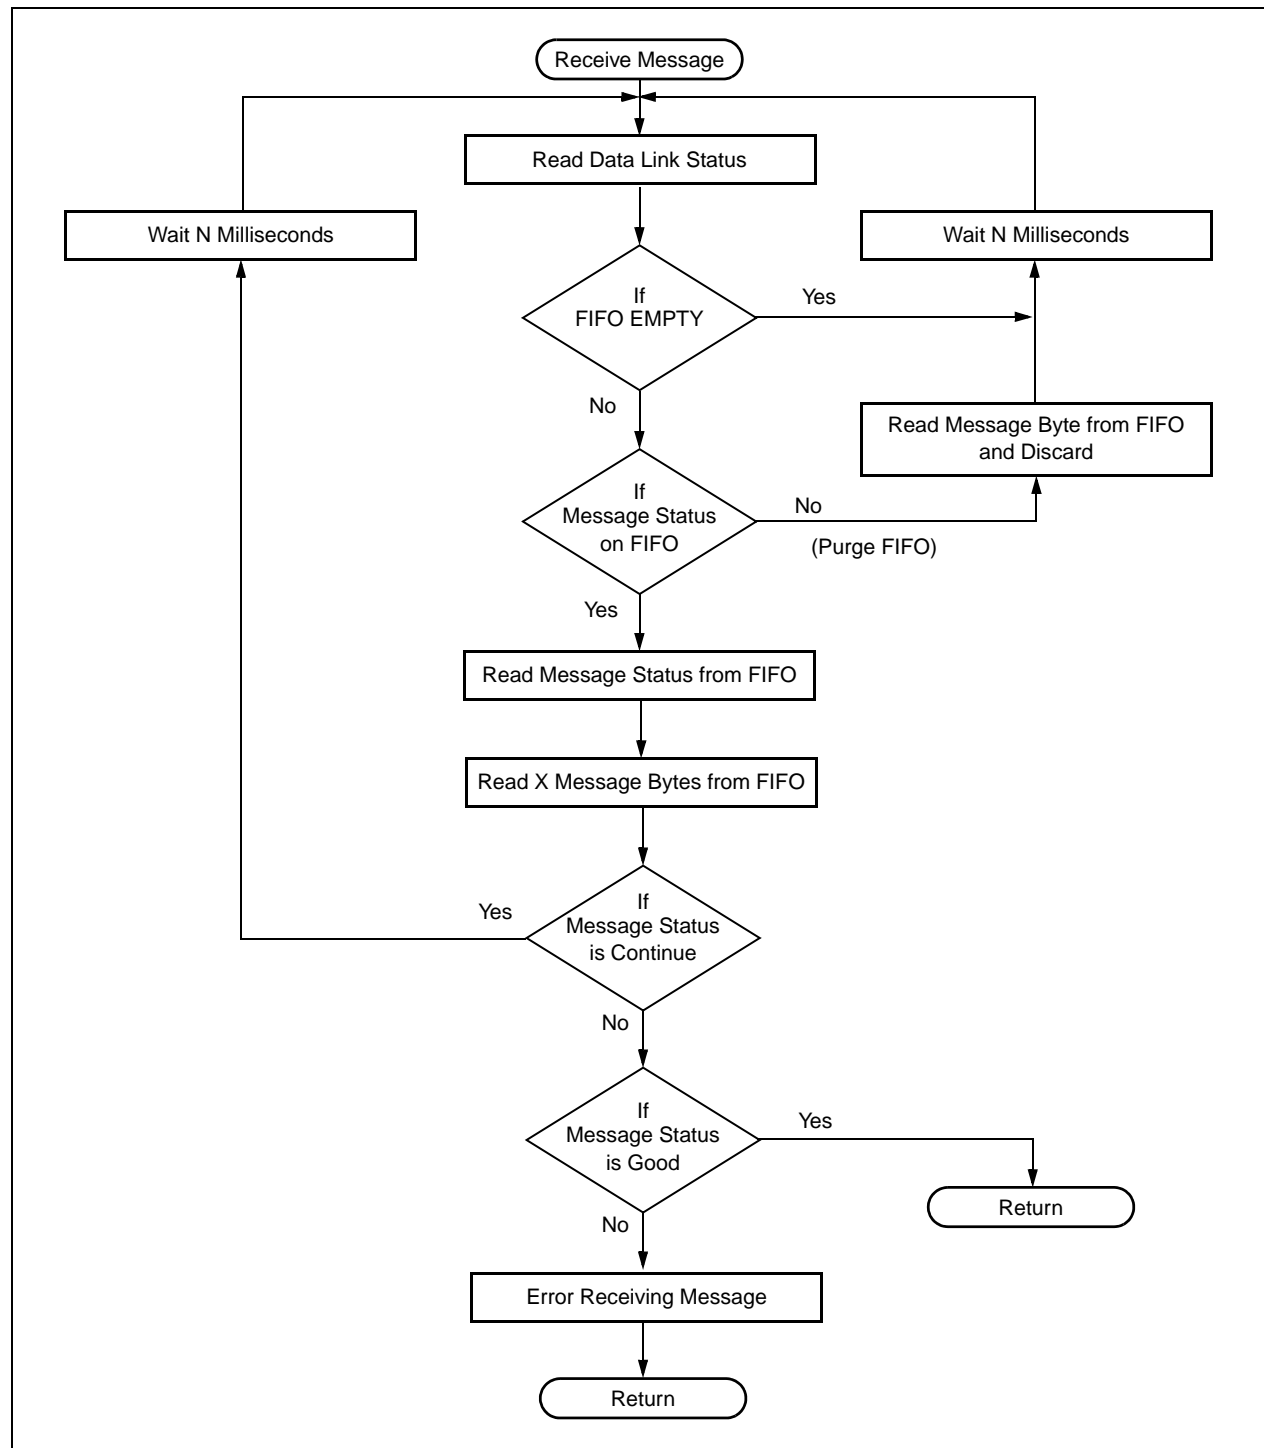 Receive Message
Read Data Link Status
Wait N Milliseconds
Wait N Milliseconds
If
FIFO EMPTY
Yes
No
Read Message Byte from FIFO
and Discard
If
Message Status
on FIFO
No
(Purge FIFO)
Yes
Read Message Status from FIFO
Read X Message Bytes from FIFO
If
Message Status
is Continue
Yes
No
If
Message Status
is Good
Yes
Return
No
Error Receiving Message
Return